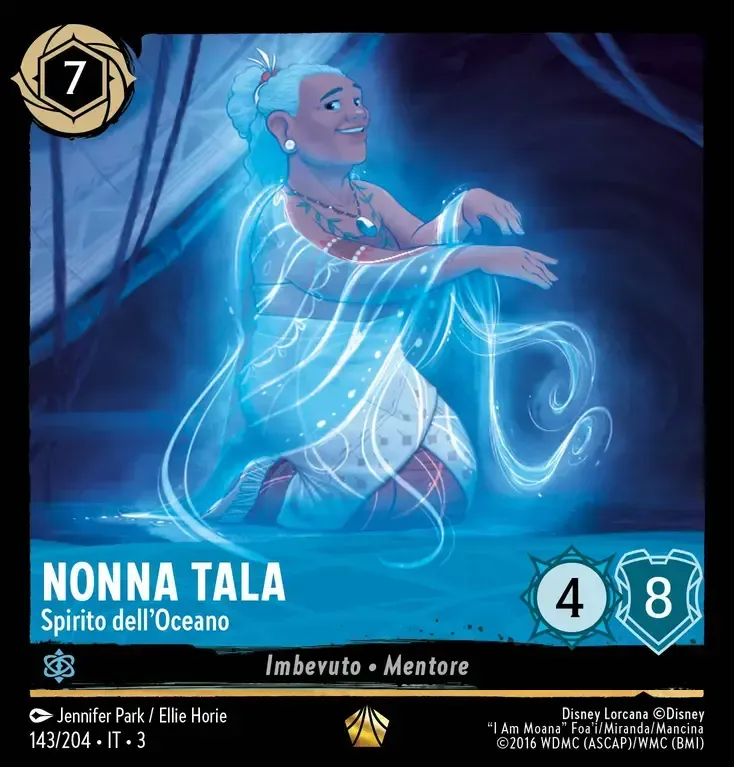 7
NONNA TALA
Spirito dell'Oceano
4
8
Imbevuto • Mentore
Jennifer Park / Ellie Horie
143/204 • IT • 3
Disney Lorcana ©Disney
“I Am Moana” Foa'i/Miranda/Mancina
©2016 WDMC (ASCAP)/WMC (BMI)